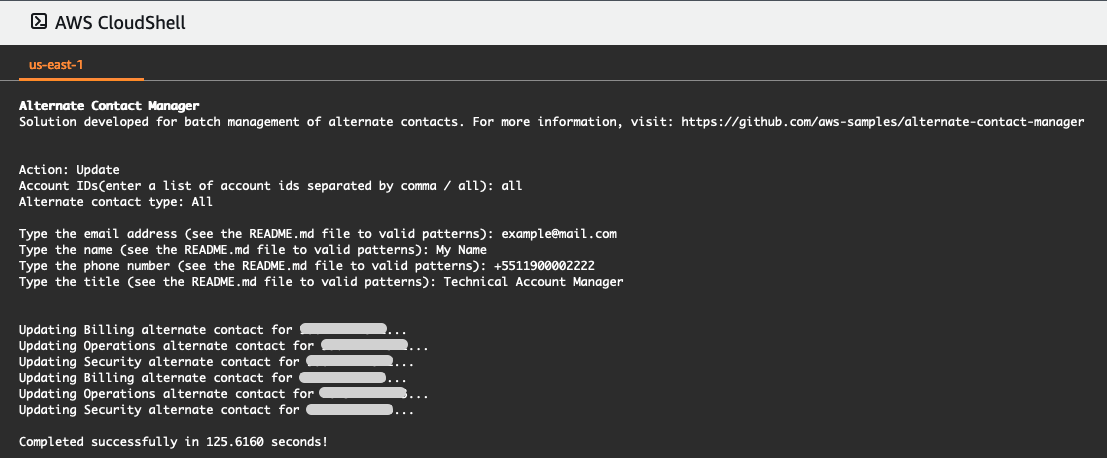 AWS CloudShell
us-east-1
Alternate Contact Manager
Solution developed for batch management of alternate contacts. For more information, visit: https://github.com/aws-samples/alternate-contact-manager
Action: Update
Account IDs(enter a list of account ids separated by comma / all): all
Alternate contact type: All
Type the email address (see the README.md file to valid patterns): example@mail.com
Type the name (see the README.md file to valid patterns): My Name
Type the phone number (see the README.md file to valid patterns): +5511900002222
Type the title (see the README.md file to valid patterns): Technical Account Manager
Updating Billing alternate contact for ...
Updating Operations alternate contact for ...
Updating Security alternate contact for ...
Updating Billing alternate contact for ...
Updating Operations alternate contact for ...
Updating Security alternate contact for ...
Completed successfully in 125.6160 seconds!